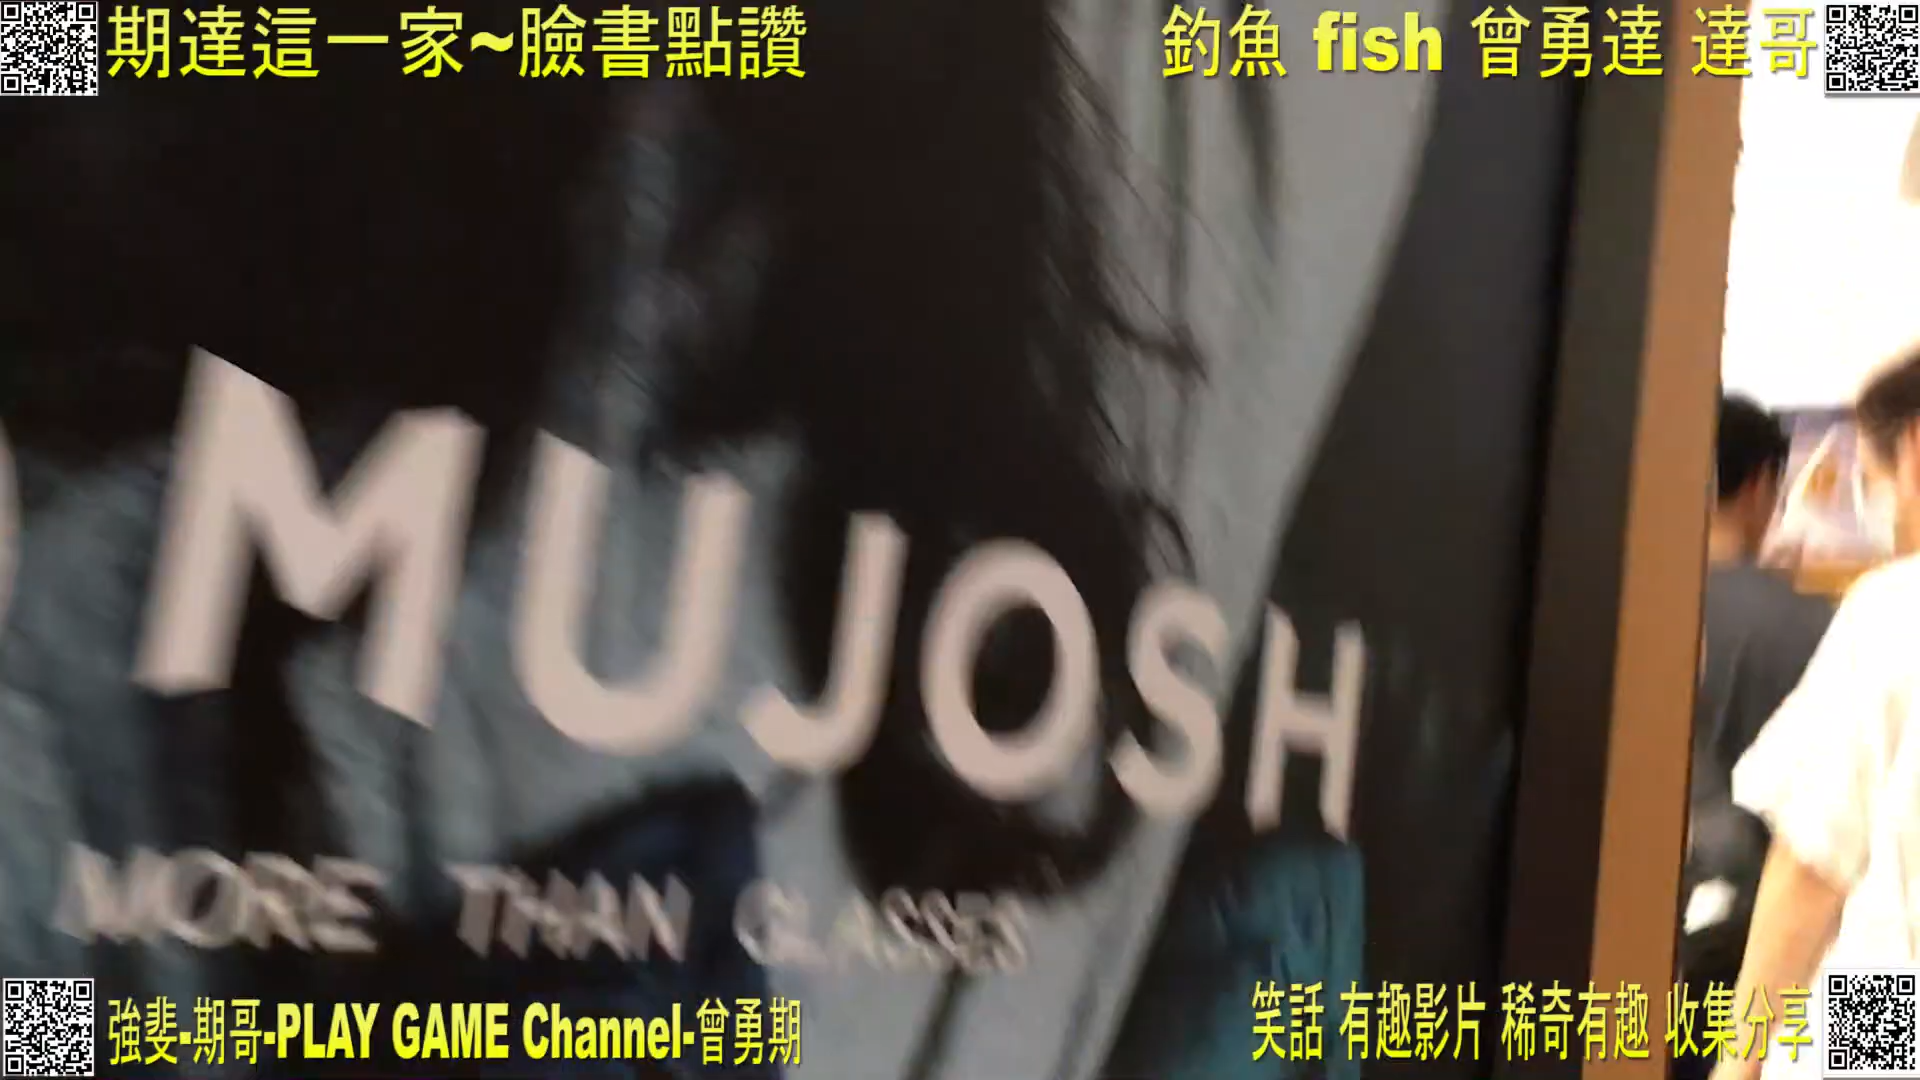 期達這一家~臉書點讚
釣魚 fish 曾勇達 達哥
MUJOSH
MORE THAN GLASSES
強斐-期哥-PLAY GAME Channel-曾勇期
笑話 有趣影片 稀奇有趣 收集分享